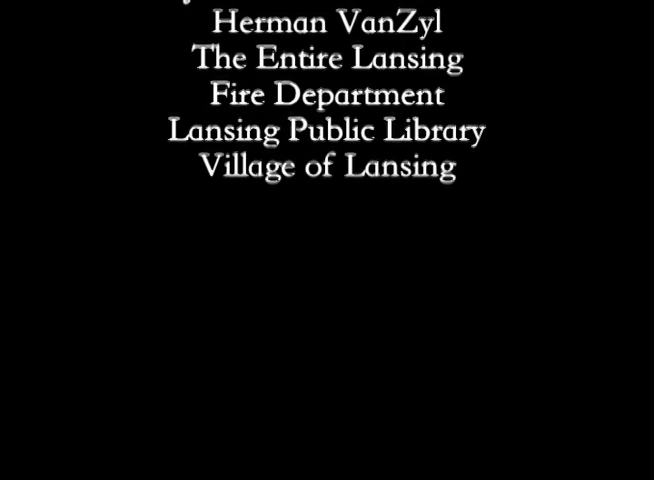 Herman VanZyl
The Entire Lansing
Fire Department
Lansing Public Library
Village of Lansing